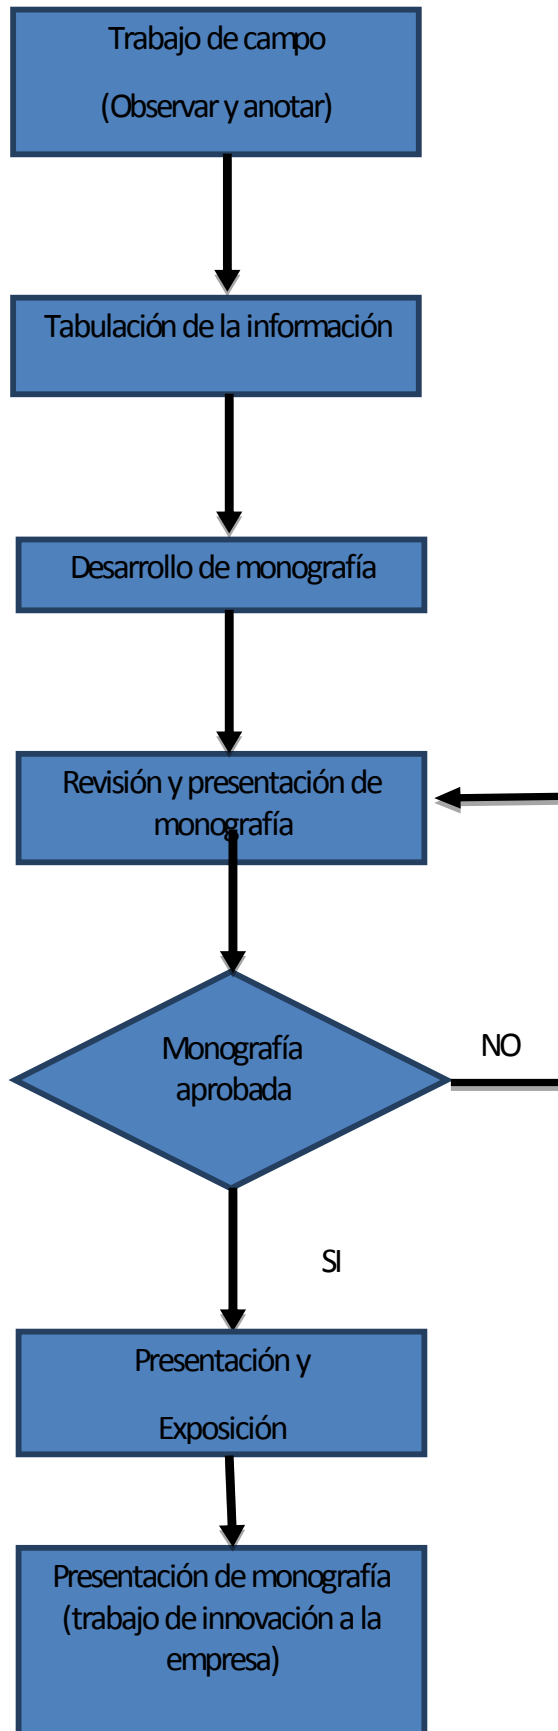 Trabajo de campo
(Observar y anotar)
Tabulación de la información
Desarrollo de monografía
Revisión y presentación de
monografía
Monografía
aprobada
NO
SI
Presentación y
Exposición
Presentación de monografía
(trabajo de innovación a la
empresa)